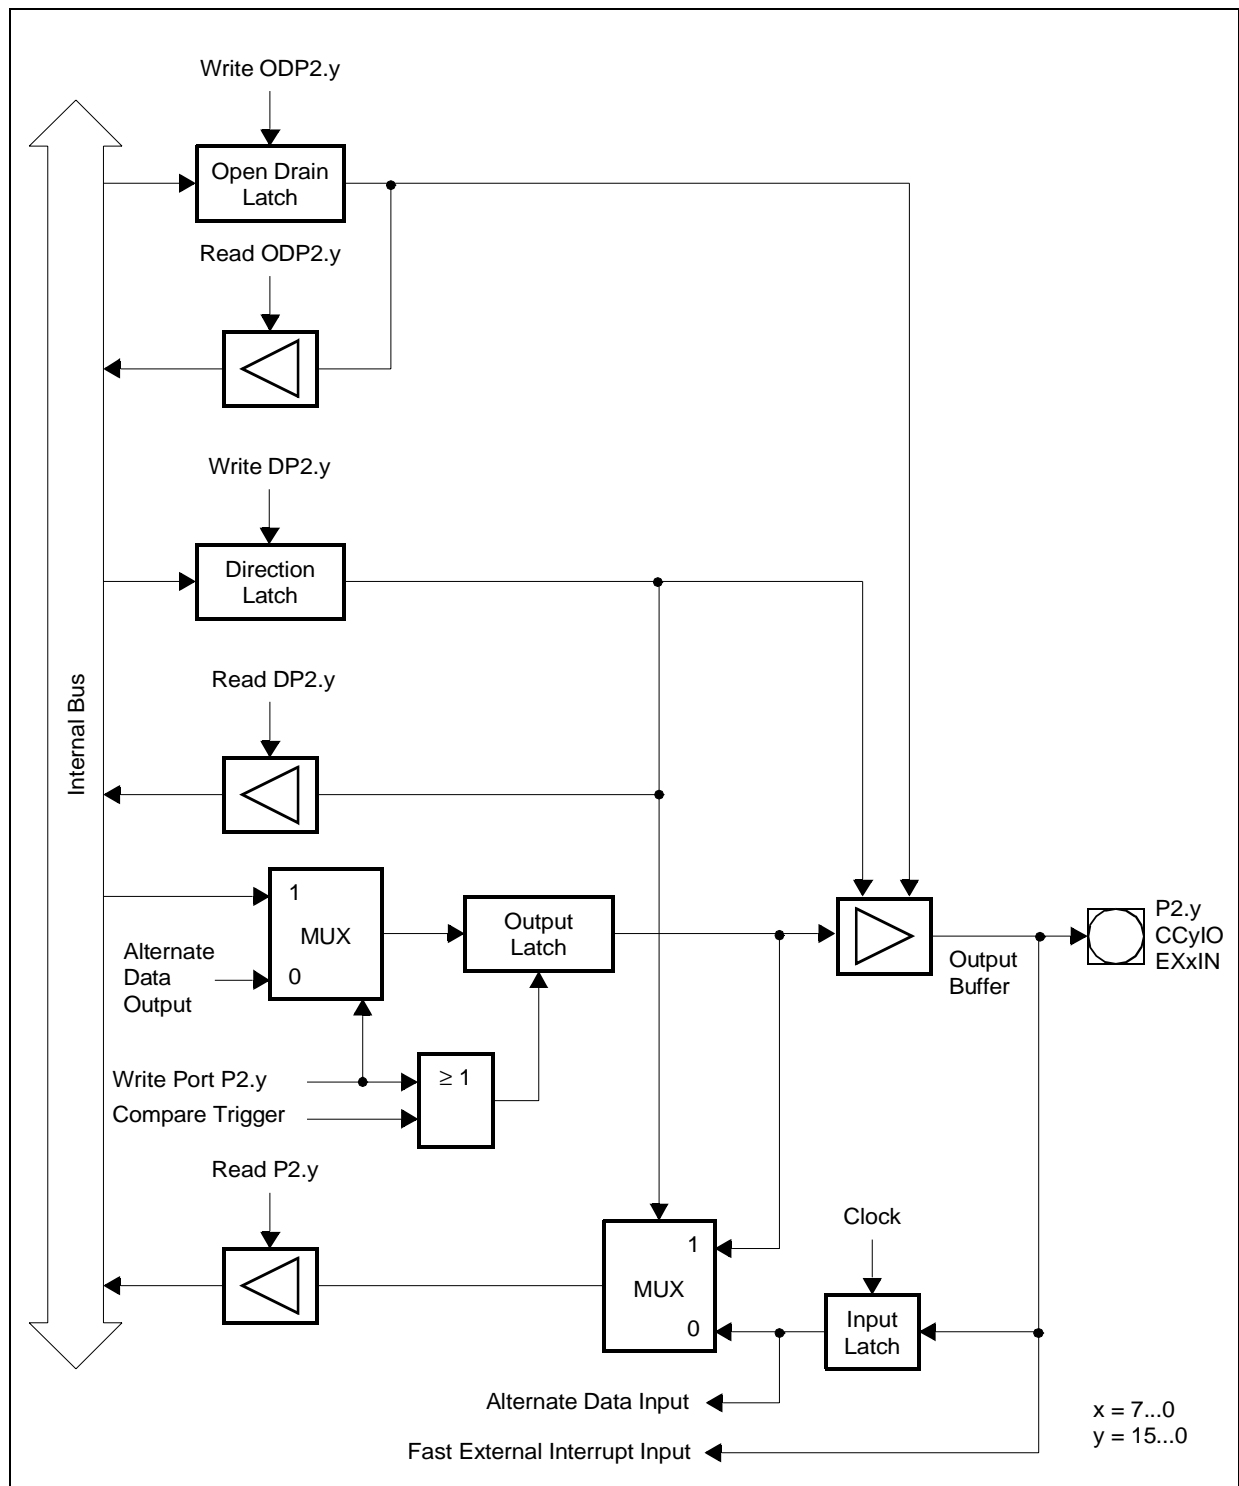 Write ODP2.y
Open Drain
Latch
Read ODP2.y
Write DP2.y
Direction
Latch
Read DP2.y
Internal Bus
1
MUX
0
Alternate
Data
Output
Output
Latch
Output
Buffer
P2.y
CCyIO
EXxIN
Write Port P2.y
Compare Trigger
≥ 1
Read P2.y
1
MUX
0
Clock
Input
Latch
Alternate Data Input
Fast External Interrupt Input
x = 7...0
y = 15...0